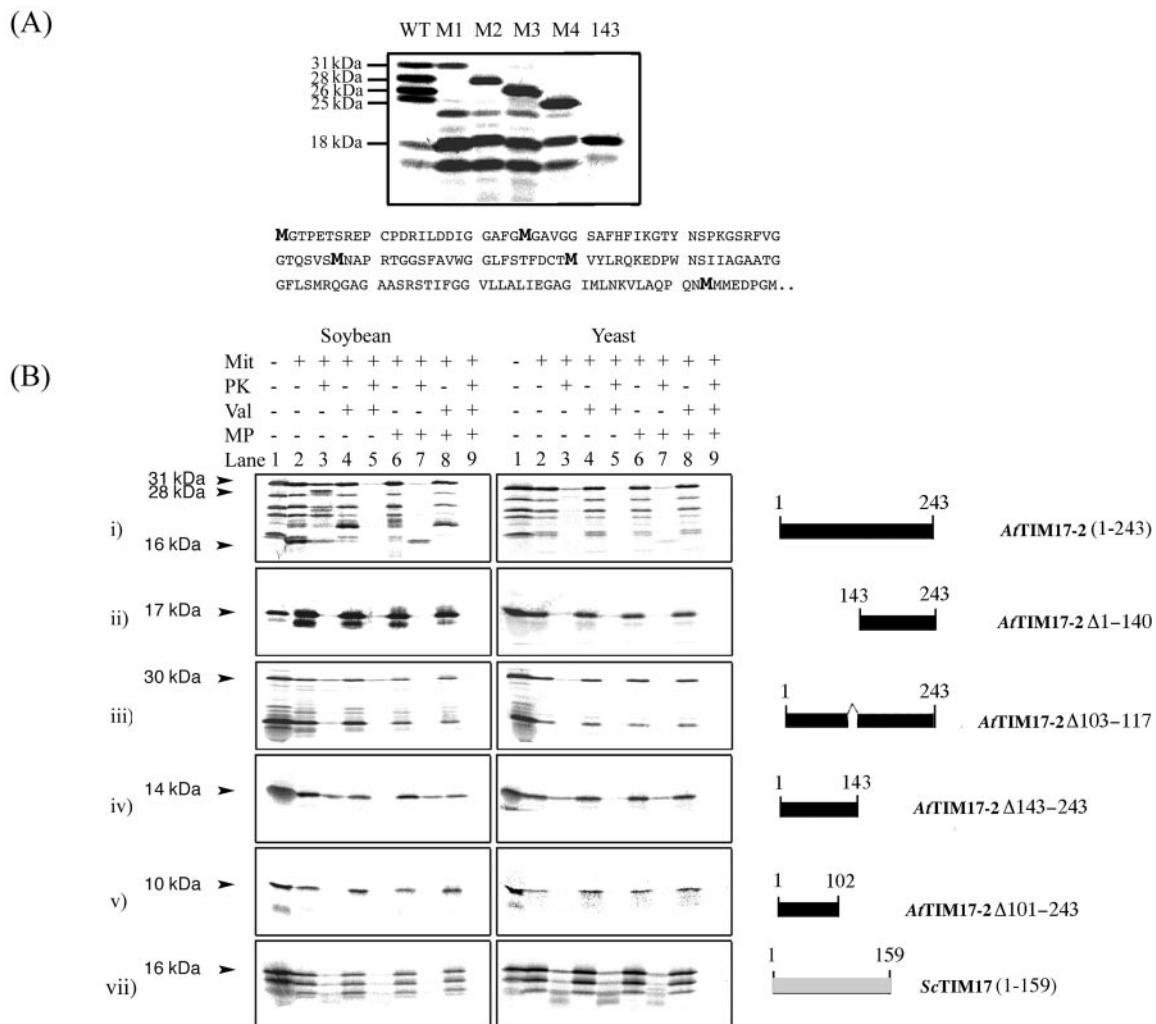 (A)
WT M1 M2 M3 M4 143
31 kDa
28 kDa
26 kDa
25 kDa
18 kDa
MGTPETSREP CPDRILDDIG GAFGMGAVGG SAFHFIKGTY NSPKGSRFVG
GTQSVSMNAP RTGGSFAVWG GLFSTFDCTM VYLRQKEDPW NSIIAGAATG
GFLSMRQGAG AASRSTIFGG VLLALIEGAG IMLNKVLAQP QNMMMEDPGM..
(B)
Soybean Yeast
Mit - + + + + + + + + - + + + + + + + +
PK - - + - + - + - + - - + - + - + - +
Val - - - + + - - + + - - - + + - - + +
MP - - - - - + + + + - - - - - + + + +
Lane 1 2 3 4 5 6 7 8 9 1 2 3 4 5 6 7 8 9
31 kDa
28 kDa
16 kDa
i)
1 243
AtTIM17-2 (1-243)
17 kDa
ii)
143 243
AtTIM17-2 Δ1–140
30 kDa
iii)
1 243
AtTIM17-2 Δ103–117
14 kDa
iv)
1 143
AtTIM17-2 Δ143–243
10 kDa
v)
1 102
AtTIM17-2 Δ101–243
16 kDa
vii)
1 159
ScTIM17 (1-159)